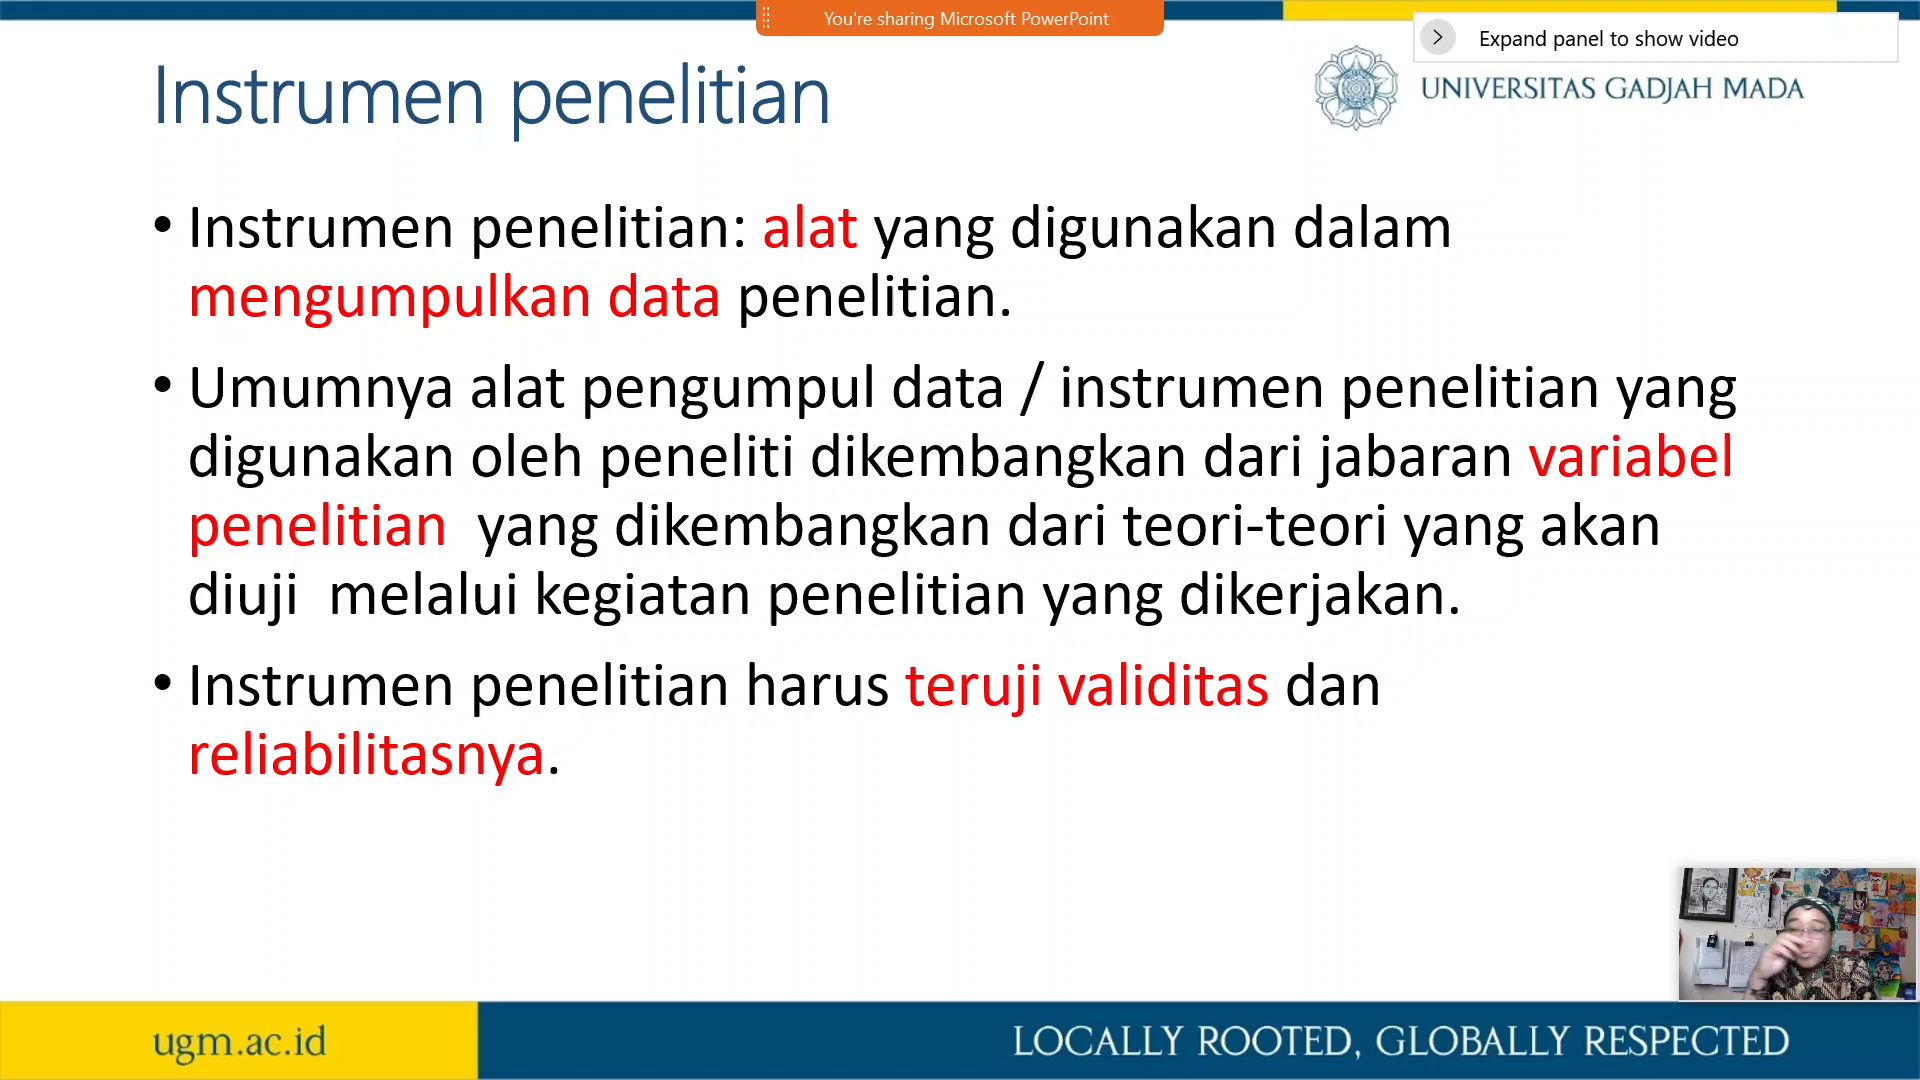 You're sharing Microsoft PowerPoint
Expand panel to show video
Instrumen penelitian
UNIVERSITAS GADJAH MADA
• Instrumen penelitian: alat yang digunakan dalam
mengumpulkan data penelitian.
• Umumnya alat pengumpul data / instrumen penelitian yang
digunakan oleh peneliti dikembangkan dari jabaran variabel
penelitian yang dikembangkan dari teori-teori yang akan
diuji melalui kegiatan penelitian yang dikerjakan.
• Instrumen penelitian harus teruji validitas dan
reliabilitasnya.
ugm.ac.id
LOCALLY ROOTED, GLOBALLY RESPECTED